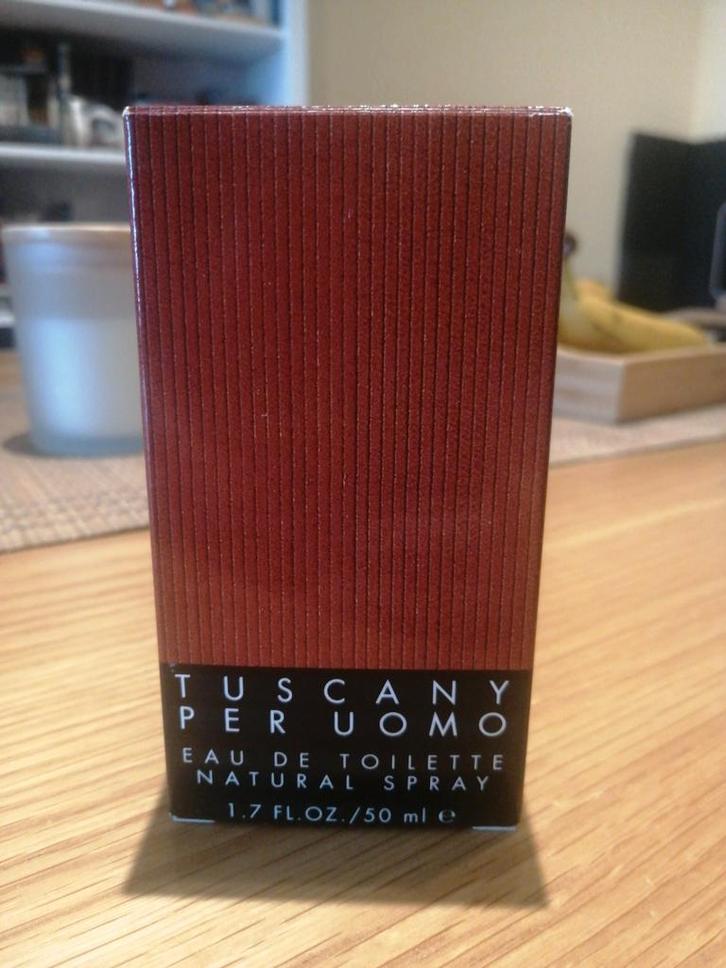 TUSCANY
PER UOMO
EAU DE TOILETTE
NATURAL SPRAY
1.7 FL.OZ./50 ml ℮